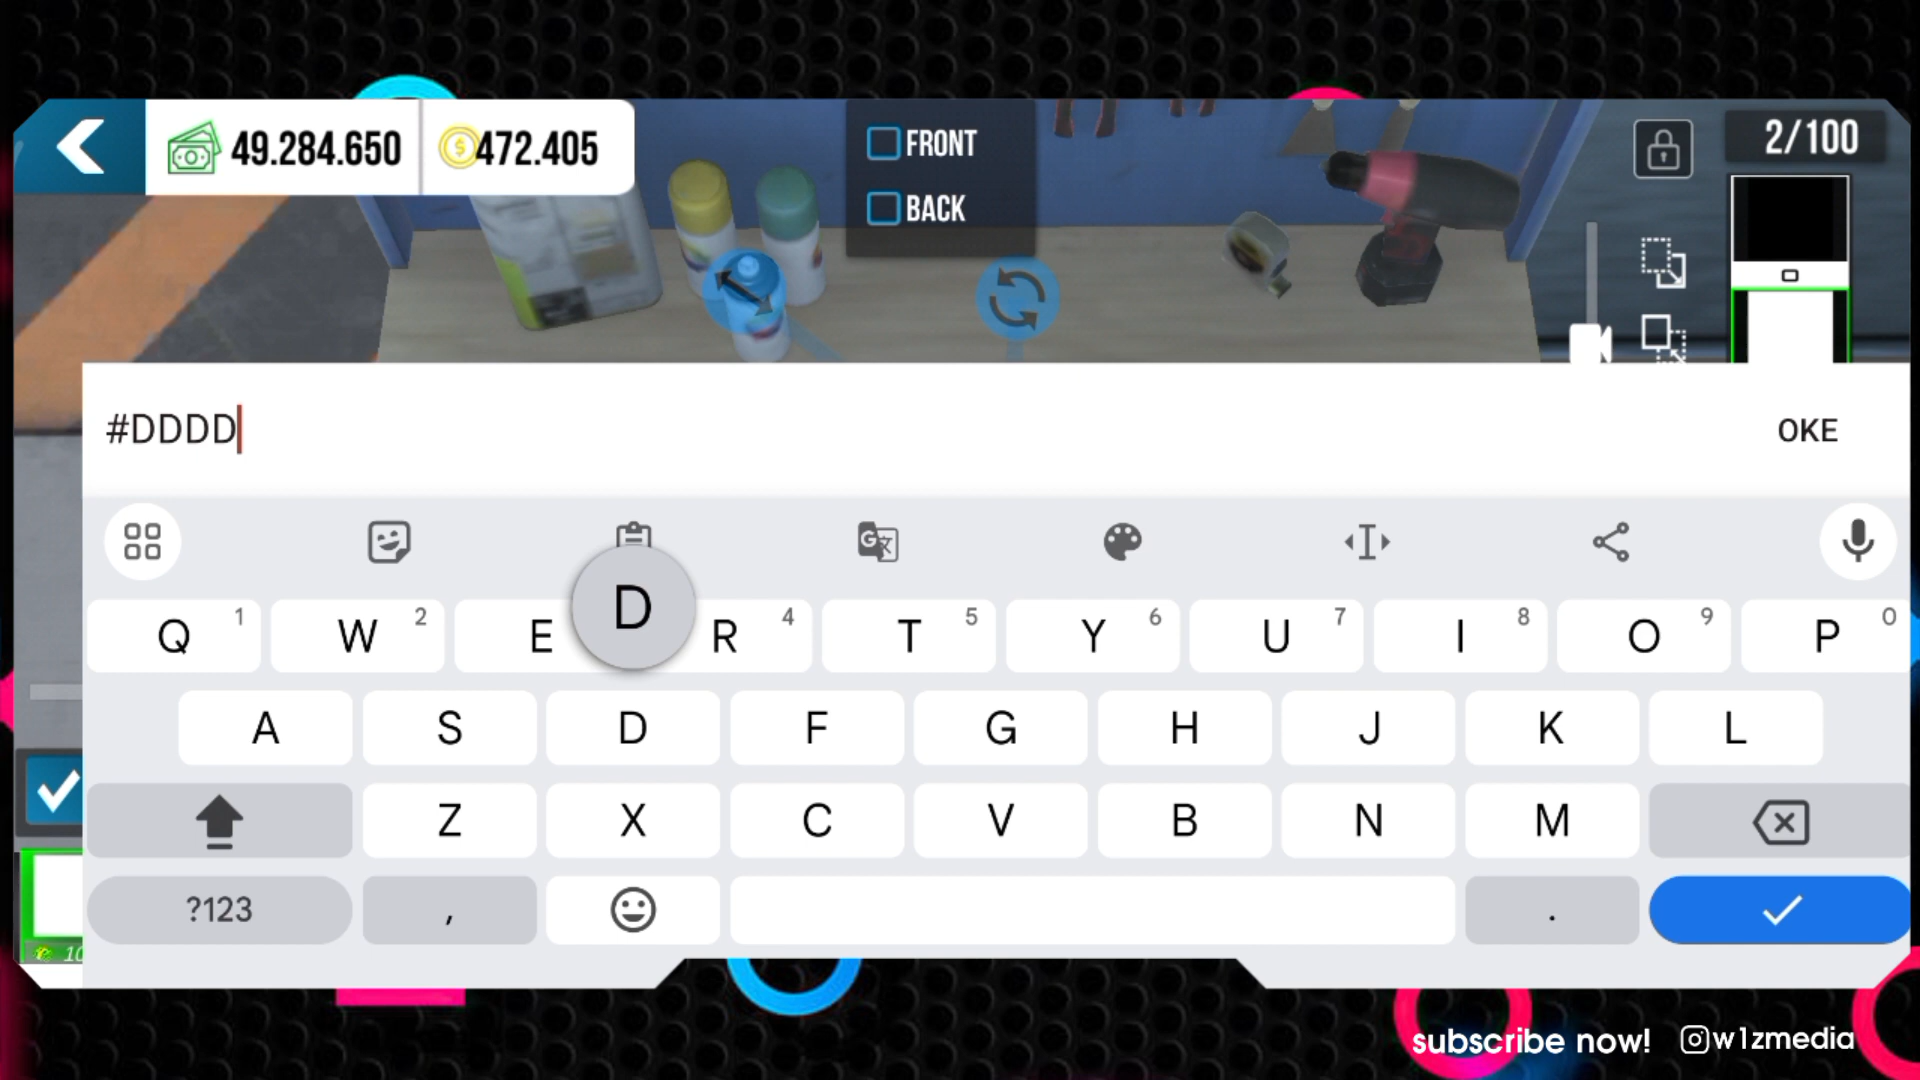 49.284.650
472.405
FRONT
BACK
2/100
#DDDD
OKE
D
Q 1 W 2 E R 4 T 5 Y 6 U 7 I 8 O 9 P 0
A S D F G H J K L
Z X C V B N M
?123 , .
10
subscribe now! w1zmedia